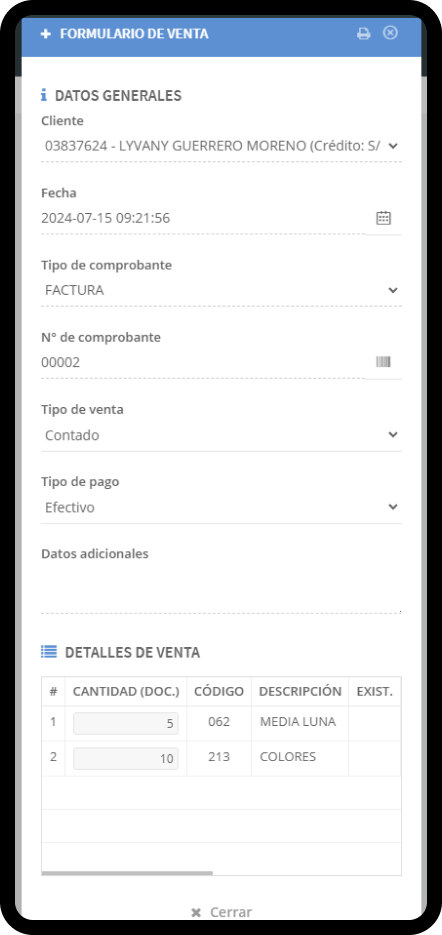 FORMULARIO DE VENTA
DATOS GENERALES
Cliente
03837624 - LYVANY GUERRERO MORENO (Crédito: S/
Fecha
2024-07-15 09:21:56
Tipo de comprobante
FACTURA
N° de comprobante
00002
Tipo de venta
Contado
Tipo de pago
Efectivo
Datos adicionales
DETALLES DE VENTA
# CANTIDAD (DOC.) CÓDIGO DESCRIPCIÓN EXIST.
1 5 062 MEDIA LUNA
2 10 213 COLORES
Cerrar